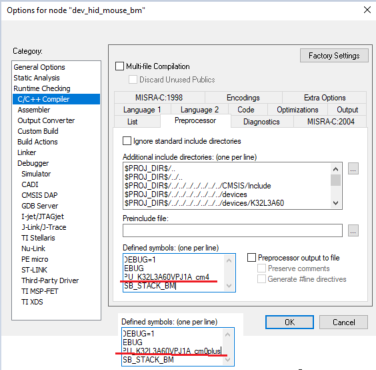 Options for node "dev_hid_mouse_bm"
Category:
Factory Settings
General Options
Static Analysis
Runtime Checking
C/C++ Compiler
Assembler
Output Converter
Custom Build
Build Actions
Linker
Debugger
Simulator
CADI
CMSIS DAP
GDB Server
I-jet/JTAGjet
J-Link/J-Trace
TI Stellaris
Nu-Link
PE micro
ST-LINK
Third-Party Driver
TI MSP-FET
TI XDS
Multi-file Compilation
Discard Unused Publics
MISRA-C:1998 Encodings Extra Options
Language 1 Language 2 Code Optimizations Output
List Preprocessor Diagnostics MISRA-C:2004
Ignore standard include directories
Additional include directories: (one per line)
$PROJ_DIR$/..
$PROJ_DIR$/../..
$PROJ_DIR$/../../../../../../../CMSIS/Include
$PROJ_DIR$/../../../../../../../devices
$PROJ_DIR$/../../../../../../../devices/K32L3A60
...
Preinclude file:
...
Defined symbols: (one per line)
DEBUG=1
EBUG
PU_K32L3A60VPJ1A_cm4
SB_STACK_BM
Preprocessor output to file
Preserve comments
Generate #line directives
OK Cancel
Defined symbols: (one per line)
DEBUG=1
EBUG
PU_K32L3A60VPJ1A_cm0plus
SB_STACK_BM